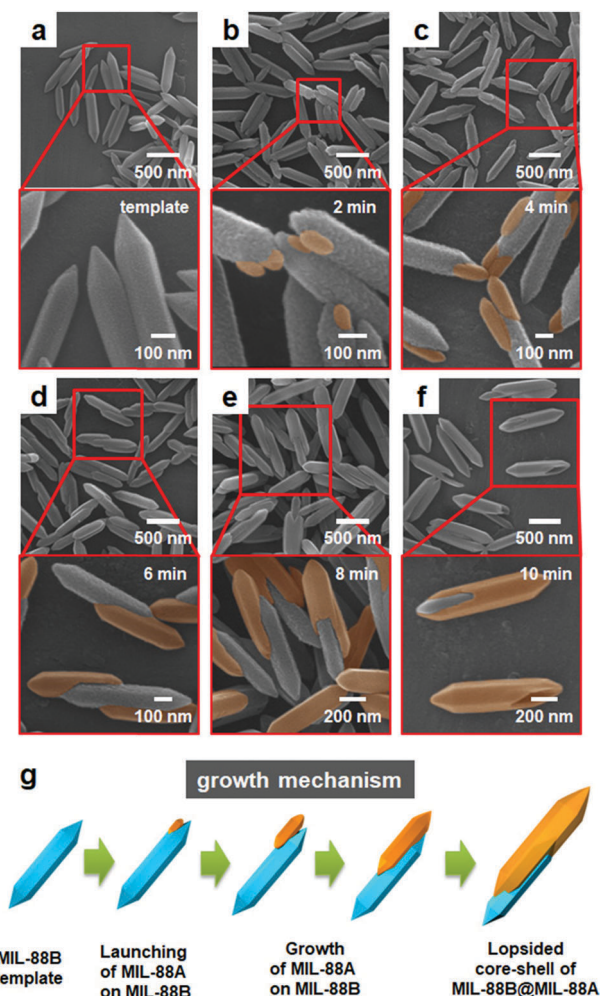 a
b
c
500 nm
500 nm
500 nm
template
2 min
4 min
100 nm
100 nm
100 nm
d
e
f
500 nm
500 nm
500 nm
6 min
8 min
10 min
100 nm
200 nm
200 nm
g
growth mechanism
MIL-88B
template
Launching
of MIL-88A
on MIL-88B
Growth
of MIL-88A
on MIL-88B
Lopsided
core-shell of
MIL-88B@MIL-88A